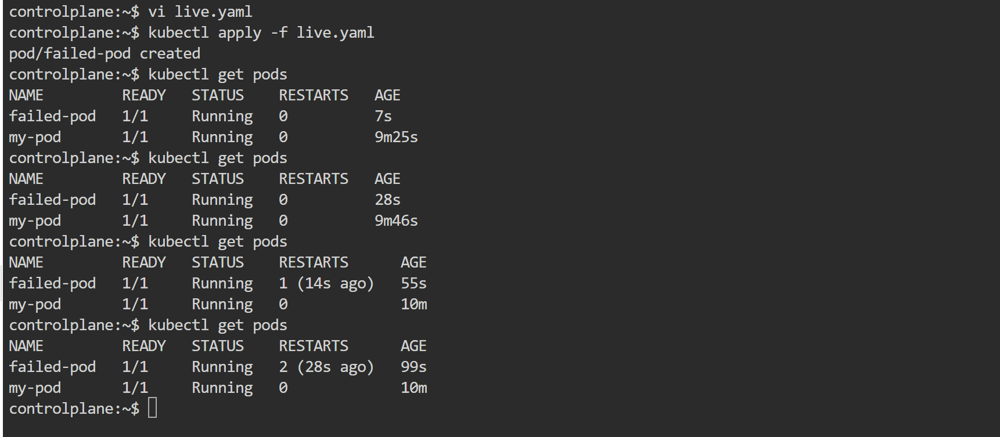 controlplane:~$ vi live.yaml
controlplane:~$ kubectl apply -f live.yaml
pod/failed-pod created
controlplane:~$ kubectl get pods
NAME         READY   STATUS    RESTARTS   AGE
failed-pod   1/1     Running   0          7s
my-pod       1/1     Running   0          9m25s
controlplane:~$ kubectl get pods
NAME         READY   STATUS    RESTARTS   AGE
failed-pod   1/1     Running   0          28s
my-pod       1/1     Running   0          9m46s
controlplane:~$ kubectl get pods
NAME         READY   STATUS    RESTARTS      AGE
failed-pod   1/1     Running   1 (14s ago)   55s
my-pod       1/1     Running   0             10m
controlplane:~$ kubectl get pods
NAME         READY   STATUS    RESTARTS      AGE
failed-pod   1/1     Running   2 (28s ago)   99s
my-pod       1/1     Running   0             10m
controlplane:~$